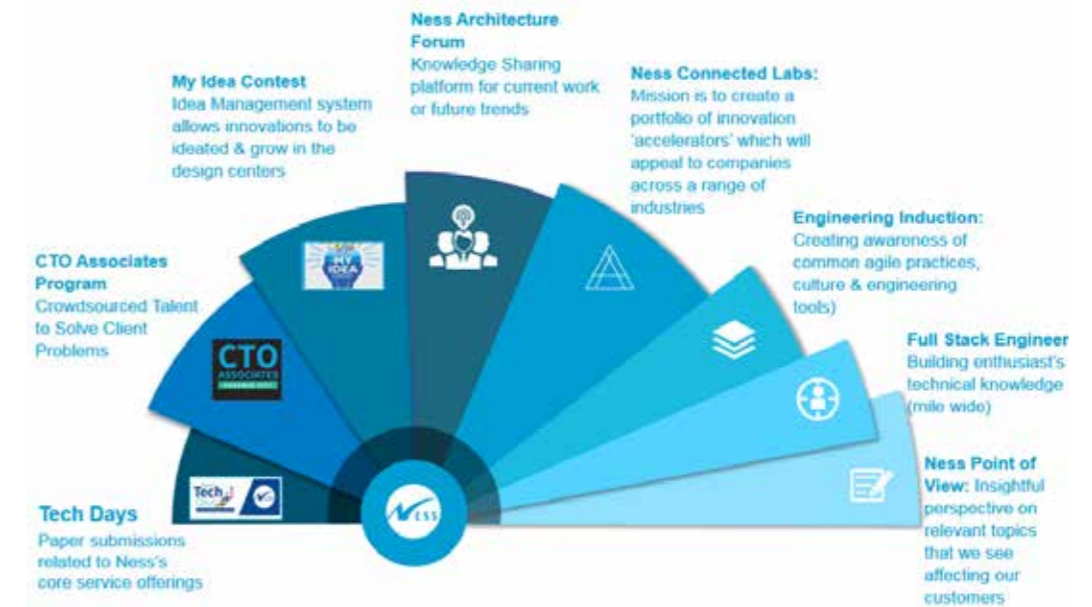 Ness Architecture
Forum
Knowledge Sharing
platform for current work
or future trends
My Idea Contest
Idea Management system
allows innovations to be
ideated & grow in the
design centers
Ness Connected Labs:
Mission is to create a
portfolio of innovation
'accelerators' which will
appeal to companies
across a range of
industries
Engineering Induction:
Creating awareness of
common agile practices,
culture & engineering
tools)
CTO Associates
Program
Crowdsourced Talent
to Solve Client
Problems
Full Stack Engineer
Building enthusiast's
technical knowledge
(mile wide)
MY
IDEA
CTO
ASSOCIATES
Tech
Ness Point of
View: Insightful
perspective on
relevant topics
that we see
affecting our
customers
Tech Days
Paper submissions
related to Ness's
core service offerings
NESS